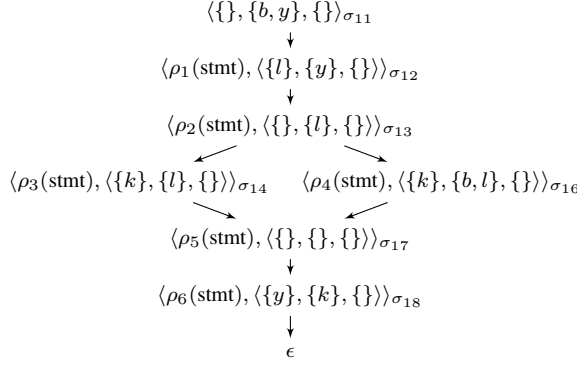 ⟨{}, {b, y}, {}⟩σ11
⟨ρ1(stmt), ⟨{l}, {y}, {}⟩⟩σ12
⟨ρ2(stmt), ⟨{}, {l}, {}⟩⟩σ13
⟨ρ3(stmt), ⟨{k}, {l}, {}⟩⟩σ14 ⟨ρ4(stmt), ⟨{k}, {b, l}, {}⟩⟩σ16
⟨ρ5(stmt), ⟨{}, {}, {}⟩⟩σ17
⟨ρ6(stmt), ⟨{y}, {k}, {}⟩⟩σ18
ϵ